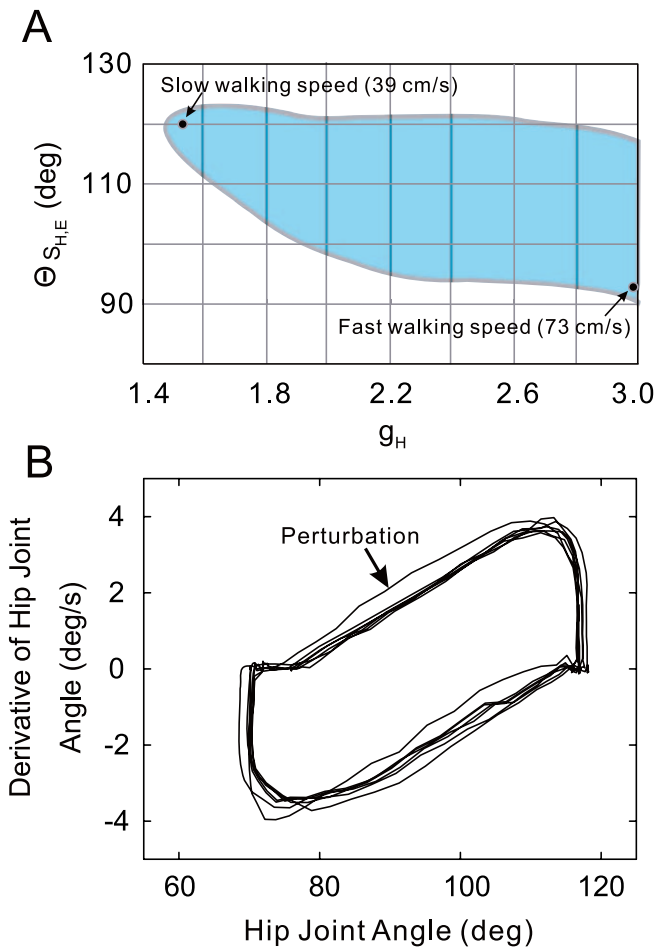 A
130
Slow walking speed (39 cm/s)
110
Θ S_H,E (deg)
90
Fast walking speed (73 cm/s)
1.4 1.8 2.2 2.6 3.0
g_H
B
4
Perturbation
2
Derivative of Hip Joint
Angle (deg/s)
0
-2
-4
60 80 100 120
Hip Joint Angle (deg)